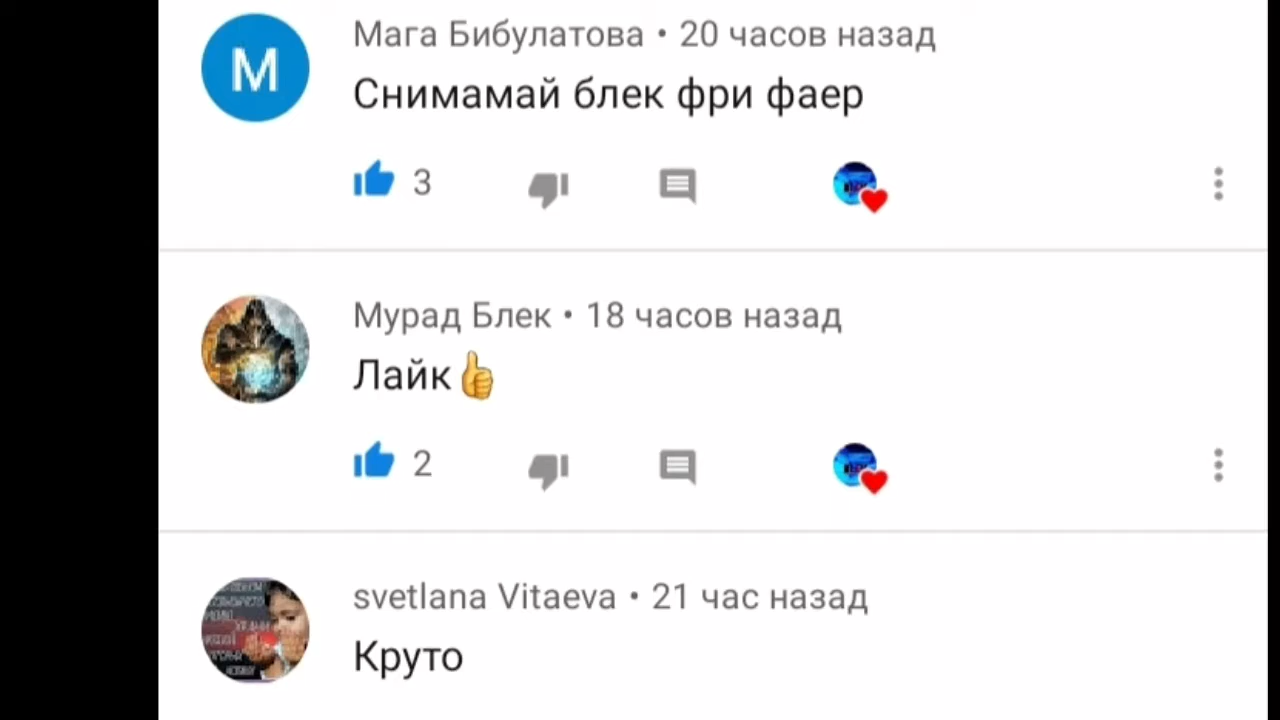 М
Мага Бибулатова • 20 часов назад
Снимамай блек фри фаер
3
Мурад Блек • 18 часов назад
Лайк👍
2
svetlana Vitaeva • 21 час назад
Круто